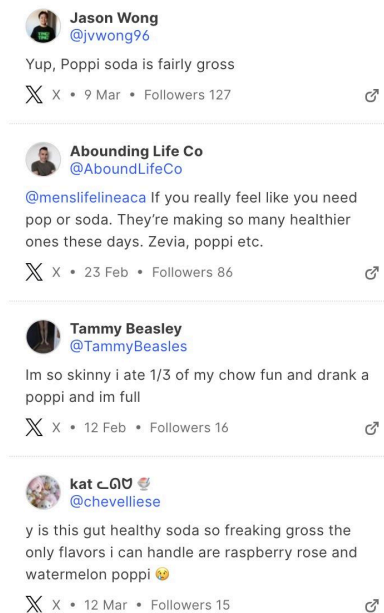 Jason Wong
@jvwong96
Yup, Poppi soda is fairly gross
X • 9 Mar • Followers 127
Abounding Life Co
@AboundLifeCo
@menslifelineaca If you really feel like you need
pop or soda. They're making so many healthier
ones these days. Zevia, poppi etc.
X • 23 Feb • Followers 86
Tammy Beasley
@TammyBeasles
Im so skinny i ate 1/3 of my chow fun and drank a
poppi and im full
X • 12 Feb • Followers 16
kat
@chevelliese
y is this gut healthy soda so freaking gross the
only flavors i can handle are raspberry rose and
watermelon poppi 😢
X • 12 Mar • Followers 15